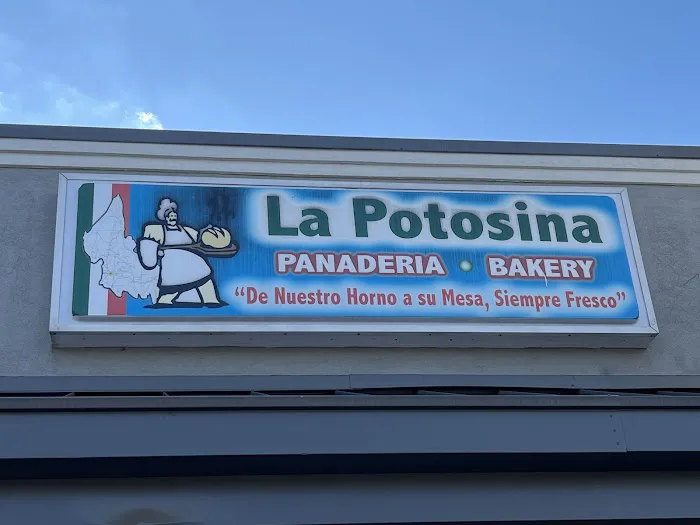 La Potosina
PANADERIA • BAKERY
"De Nuestro Horno a su Mesa, Siempre Fresco"